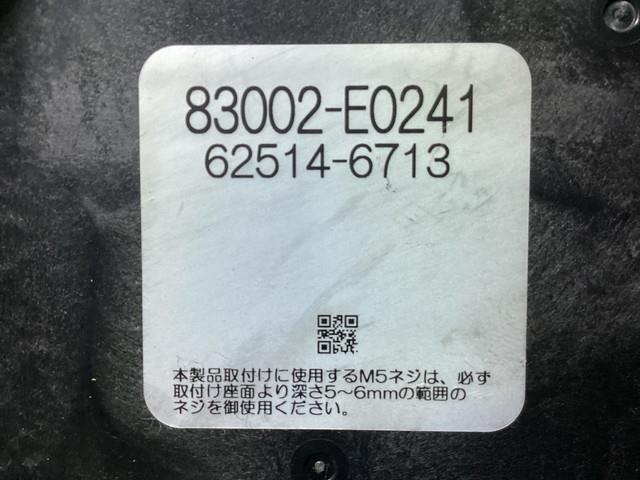 83002-E0241
62514-6713
本製品取付けに使用するM5ネジは、必ず
取付け座面より深さ5〜6mmの範囲の
ネジを御使用ください。